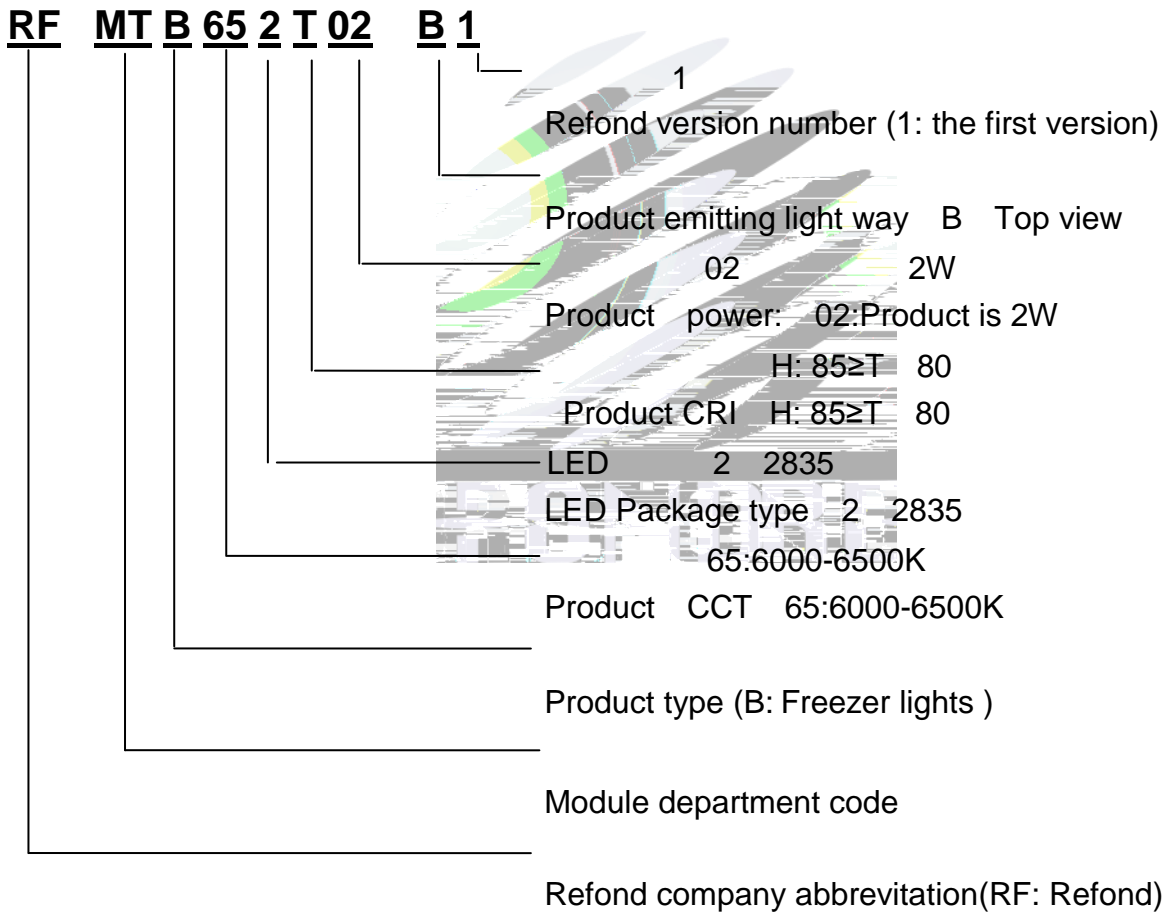 RF MT B 65 2 T 02 B 1
1
Refond version number (1: the first version)
Product emitting light way B Top view
02 2W
Product power: 02:Product is 2W
H: 85≥T 80
Product CRI H: 85≥T 80
LED 2 2835
LED Package type 2 2835
65:6000-6500K
Product CCT 65:6000-6500K
Product type (B: Freezer lights )
Module department code
Refond company abbrevitation(RF: Refond)